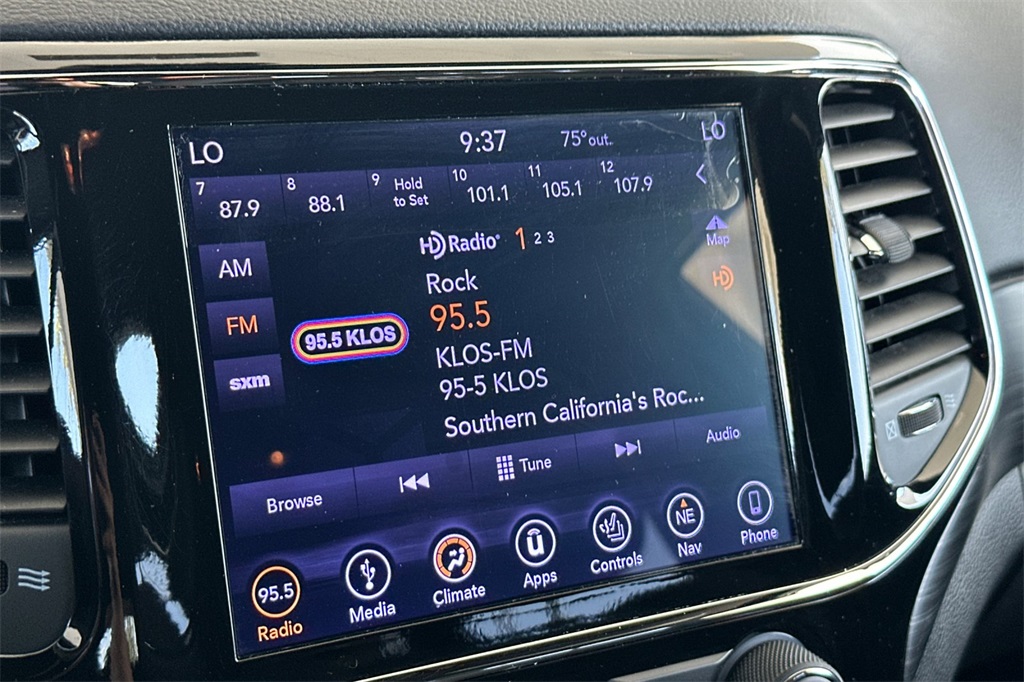 LO 9:37 75° out. LO
7 87.9 8 88.1 9 Hold to Set 10 101.1 11 105.1 12 107.9
HD Radio 1 2 3
Map
AM
Rock
HD
FM
95.5 KLOS
95.5
KLOS-FM
sxm
95-5 KLOS
Southern California's Roc...
Browse Tune Audio
95.5 NE
Radio Media Climate Apps Controls Nav Phone